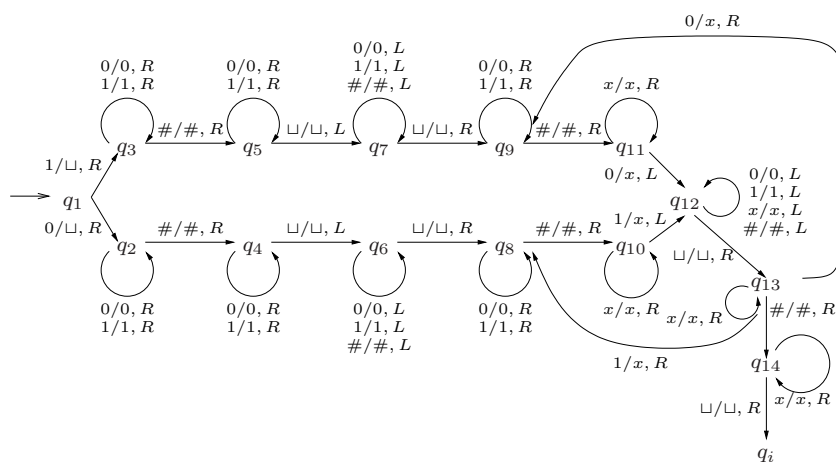 0/x, R
0/0, L
0/0, R 0/0, R 1/1, L 0/0, R
1/1, R 1/1, R #/#, L 1/1, R x/x, R
#/#, R ⊔/⊔, L ⊔/⊔, R #/#, R
q3 q5 q7 q9 q11
1/⊔, R 0/x, L 0/0, L
1/1, L
q1 q12 x/x, L
0/⊔, R #/#, R ⊔/⊔, L ⊔/⊔, R #/#, R 1/x, L #/#, L
q2 q4 q6 q8 q10 ⊔/⊔, R
q13
0/0, R 0/0, R 0/0, L 0/0, R x/x, R #/#, R
1/1, R 1/1, R 1/1, L 1/1, R x/x, R
#/#, L
1/x, R q14
x/x, R
⊔/⊔, R
qi